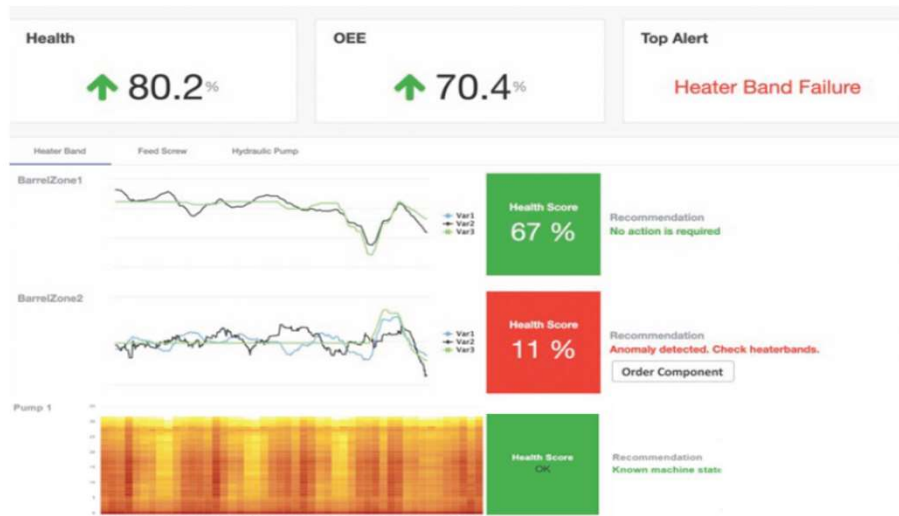 Health
OEE
Top Alert
80.2%
70.4%
Heater Band Failure
Heater Band
Feed Screw
Hydraulic Pump
BarrelZone1
Var1
Var2
Var3
Health Score
67 %
Recommendation
No action is required
BarrelZone2
Var1
Var2
Var3
Health Score
11 %
Recommendation
Anomaly detected. Check heaterbands.
Order Component
Pump 1
Health Score
OK
Recommendation
Known machine state